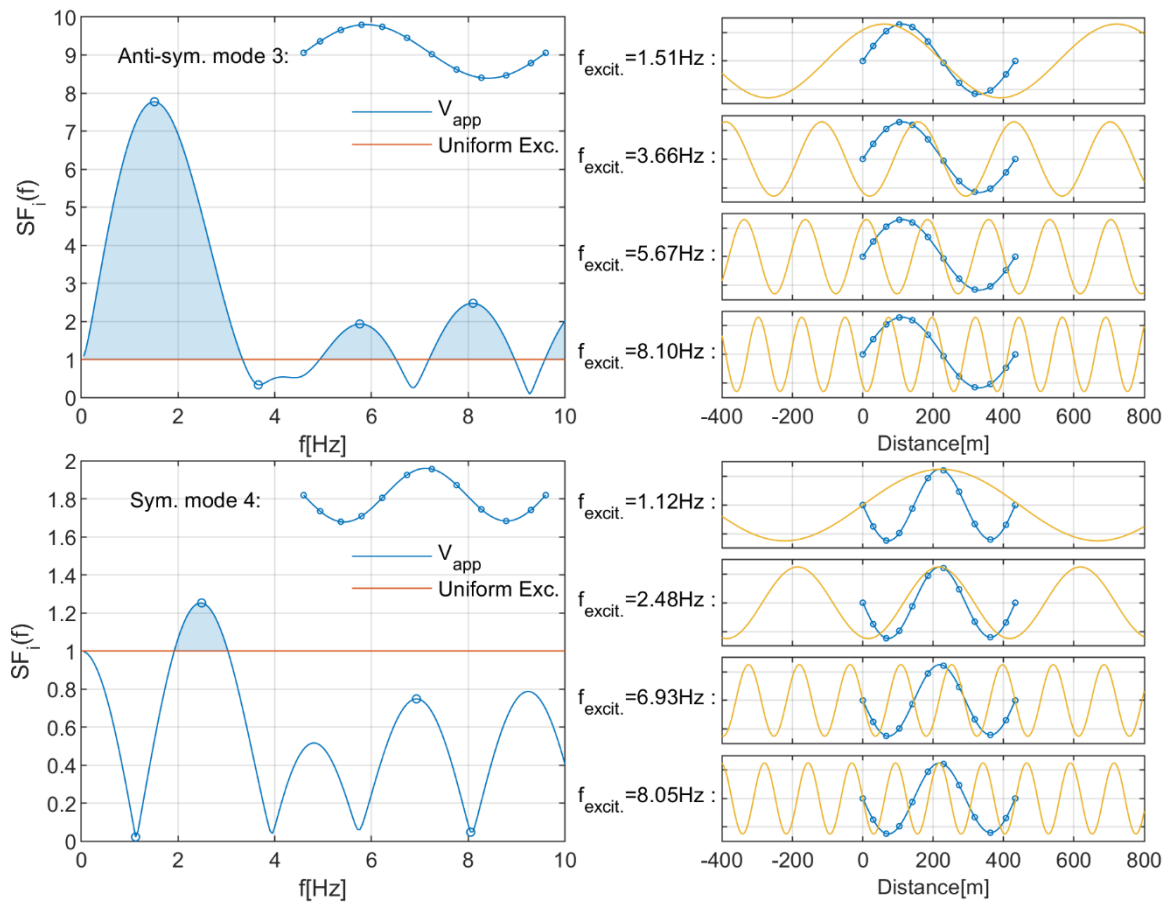 10
9
8
7
6
5
4
3
2
1
0
SF_i(f)
Anti-sym. mode 3:
V_app
Uniform Exc.
0 2 4 6 8 10
f[Hz]
f_excit.=1.51Hz :
f_excit.=3.66Hz :
f_excit.=5.67Hz :
f_excit.=8.10Hz :
-400 -200 0 200 400 600 800
Distance[m]
2
1.8
1.6
1.4
1.2
1
0.8
0.6
0.4
0.2
0
SF_i(f)
Sym. mode 4:
V_app
Uniform Exc.
0 2 4 6 8 10
f[Hz]
f_excit.=1.12Hz :
f_excit.=2.48Hz :
f_excit.=6.93Hz :
f_excit.=8.05Hz :
-400 -200 0 200 400 600 800
Distance[m]